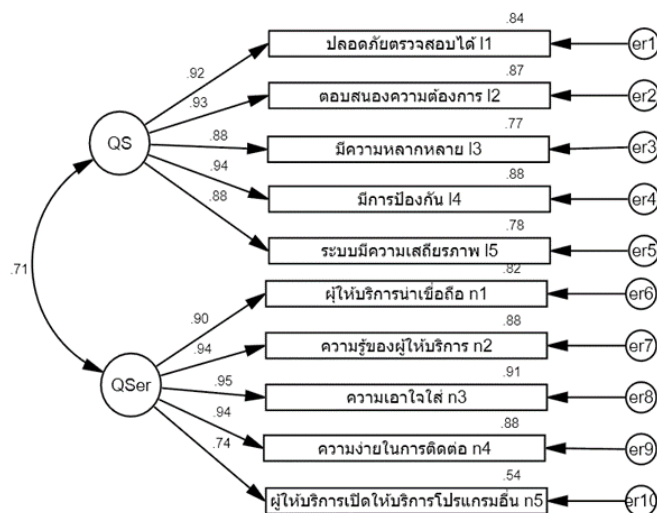 .84
ปลอดภัยตรวจสอบได้ l1
er1
.92
.87
ตอบสนองความต้องการ l2
er2
.93
.77
QS
.88
มีความหลากหลาย l3
er3
.94
.88
มีการป้องกัน l4
er4
.88
.78
ระบบมีความเสถียรภาพ l5
er5
.71
.82
ผู้ให้บริการน่าเชื่อถือ n1
er6
.90
.88
ความรู้ของผู้ให้บริการ n2
er7
.94
.91
QSer
.95
ความเอาใจใส่ n3
er8
.94
.88
ความง่ายในการติดต่อ n4
er9
.74
.54
ผู้ให้บริการเปิดให้บริการโปรแกรมอื่น n5
er10